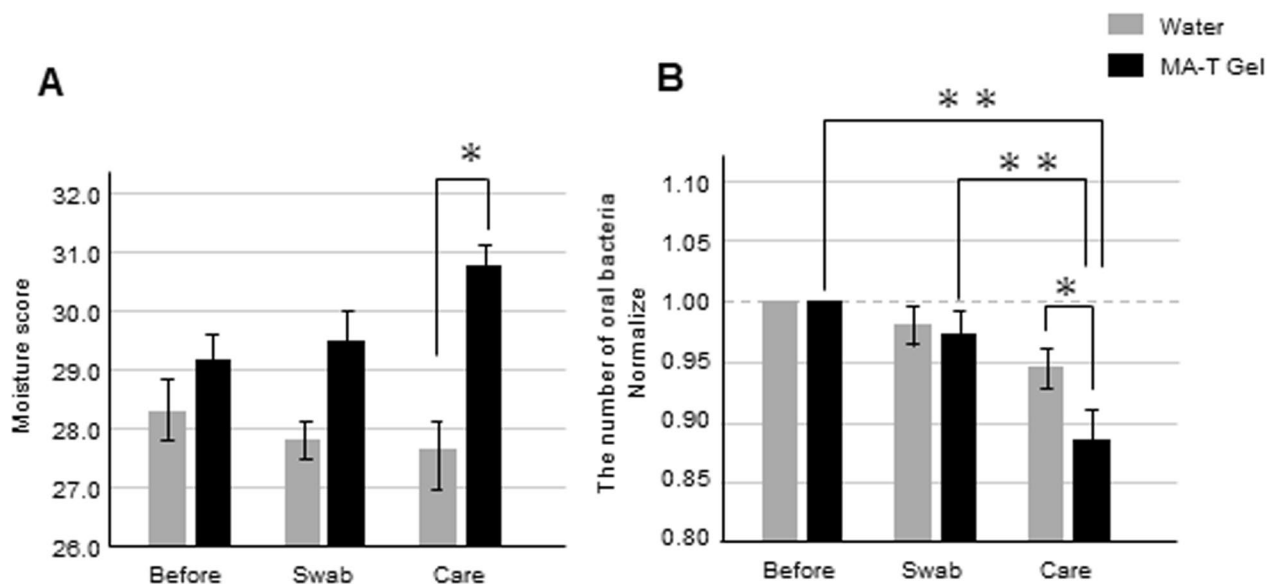 Water
MA-T Gel
A
*
Moisture score
32.0
31.0
30.0
29.0
28.0
27.0
26.0
Before
Swab
Care
B
* *
* *
*
The number of oral bacteria
Normalize
1.10
1.05
1.00
0.95
0.90
0.85
0.80
Before
Swab
Care